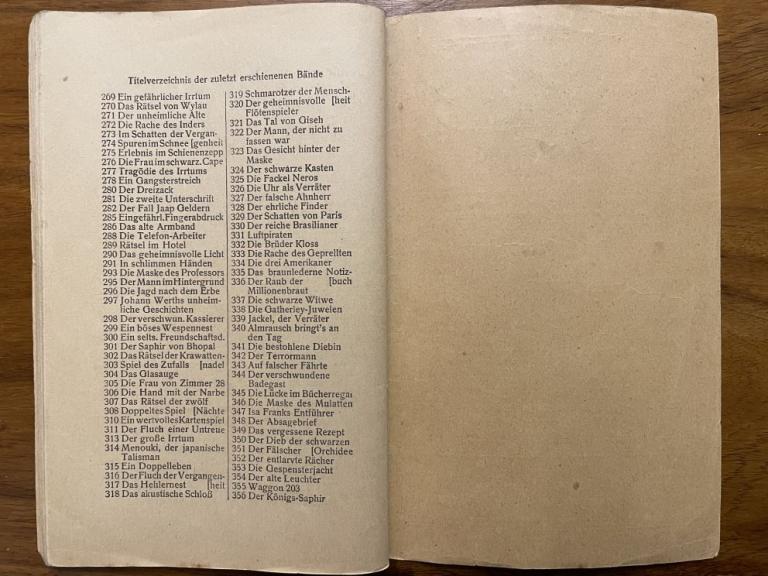 Titelverzeichnis der zuletzt erschienenen Bände
269 Ein gefährlicher Irrtum
270 Das Rätsel von Wylau
271 Der unheimliche Alte
272 Die Rache des Inders
273 Im Schatten der Vergan-
274 Spuren im Schnee [genheit
275 Erlebnis im Schienenzepp
276 Die Frau im schwarz. Cape
277 Tragödie des Irrtums
278 Ein Gangsterstreich
280 Der Dreizack
281 Die zweite Unterschrift
282 Der Fall Jaap Geldern
285 Eingefährl. Fingerabdruck
286 Das alte Armband
288 Die Telefon-Arbeiter
289 Rätsel im Hotel
290 Das geheimnisvolle Licht
291 In schlimmen Händen
293 Die Maske des Professors
295 Der Mann im Hintergrund
296 Die Jagd nach dem Erbe
297 Johann Werths unheim-
liche Geschichten
298 Der verschwun. Kassierer
299 Ein böses Wespennest
300 Ein selts. Freundschaftsd.
301 Der Saphir von Bhopal
302 Das Rätsel der Krawatten-
303 Spiel des Zufalls [nadel
304 Das Glasauge
305 Die Frau von Zimmer 28
306 Die Hand mit der Narbe
307 Das Rätsel der zwölf
308 Doppeltes Spiel [Nächte
310 Ein wertvolles Kartenspiel
311 Der Fluch einer Untreue
313 Der große Irrtum
314 Menouki, der japanische
Talisman
315 Ein Doppelleben
316 Der Fluch der Vergangen-
317 Das Hehlernest [heit
318 Das akustische Schloß
319 Schmarotzer der Mensch-
320 Der geheimnisvolle [heit
Flötenspieler
321 Das Tal von Giseh
322 Der Mann, der nicht zu
fassen war
323 Das Gesicht hinter der
Maske
324 Der schwarze Kasten
325 Die Fackel Neros
326 Die Uhr als Verräter
327 Der falsche Ahnherr
328 Der ehrliche Finder
329 Der Schatten von Paris
330 Der reiche Brasilianer
331 Luftpiraten
332 Die Brüder Kloss
333 Die Rache des Geprellten
334 Die drei Amerikaner
335 Das braunlederne Notiz-
336 Der Raub der [buch
Millionenbraut
337 Die schwarze Witwe
338 Die Gatherley-Juwelen
339 Jackel, der Verräter
340 Almrausch bringt's an
den Tag
341 Die bestohlene Diebin
342 Der Terrormann
343 Auf falscher Fährte
344 Der verschwundene
Badegast
345 Die Lücke im Bücherregal
346 Die Maske des Mulatten
347 Isa Franks Entführer
348 Der Absagebrief
349 Das vergessene Rezept
350 Der Dieb der schwarzen
351 Der Fälscher [Orchidee
352 Der entlarvte Rächer
353 Die Gespensterjacht
354 Der alte Leuchter
355 Waggon 203
356 Der Königs-Saphir